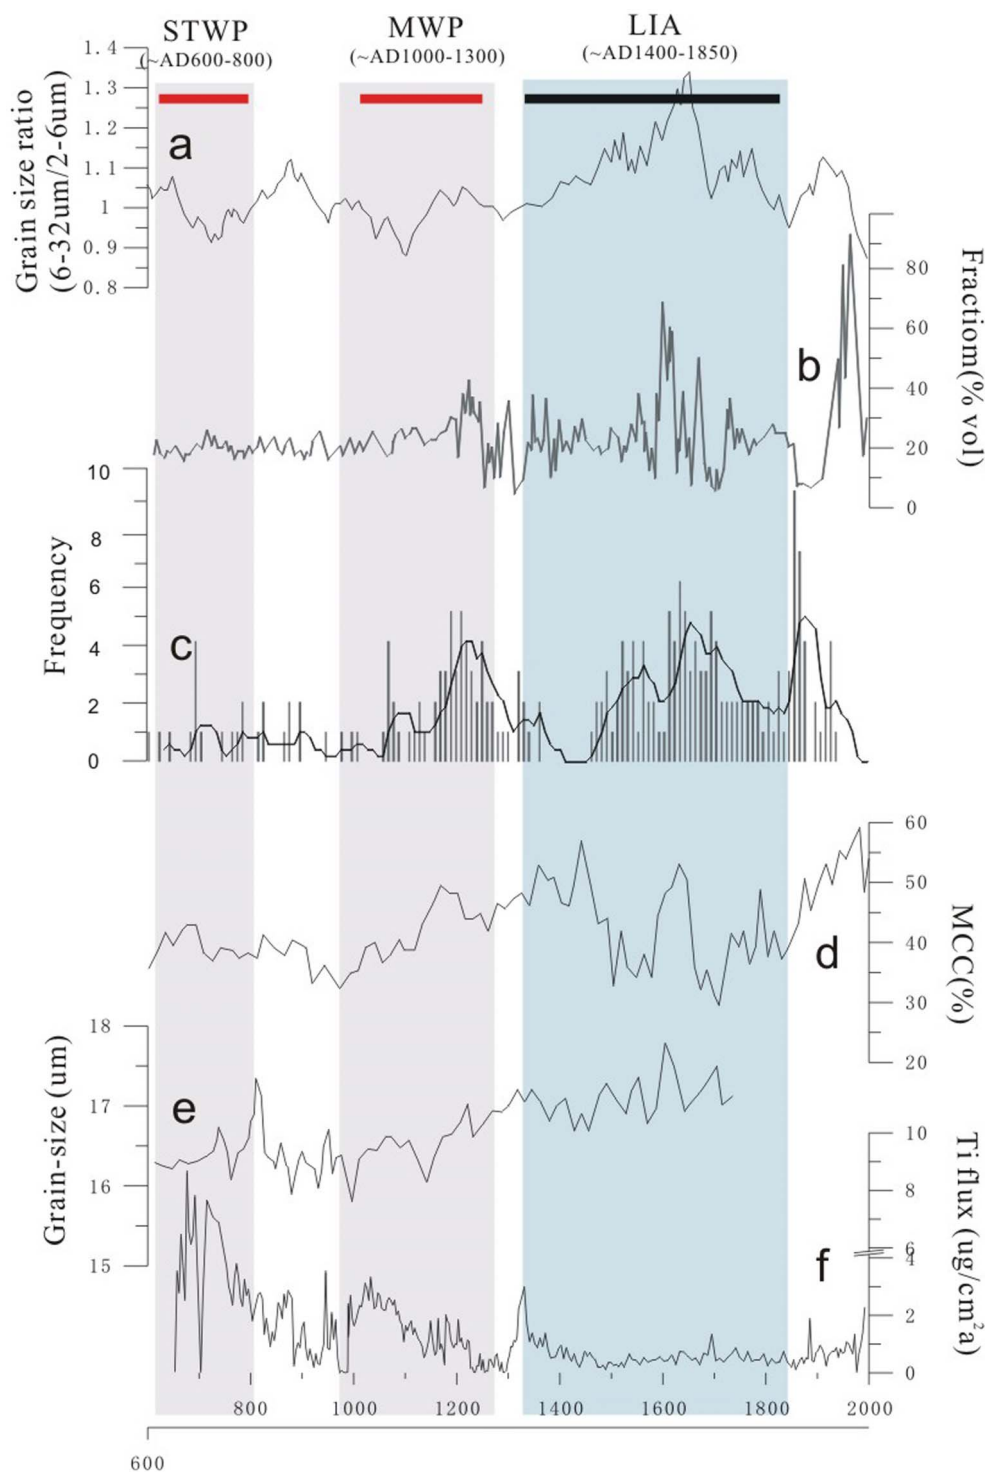 STWP
(~AD600-800)
MWP
(~AD1000-1300)
LIA
(~AD1400-1850)
Grain size ratio
(6-32um/2-6um)
1.4
1.3
1.2
1.1
1
0.9
0.8
a
Fractiom(% vol)
80
60
40
20
0
b
Frequency
10
8
6
4
2
0
c
MCC(%)
60
50
40
30
20
d
Grain-size (um)
18
17
16
15
e
Ti flux (ug/cm²a)
10
8
6
4
2
0
f
800
1000
1200
1400
1600
1800
2000
600